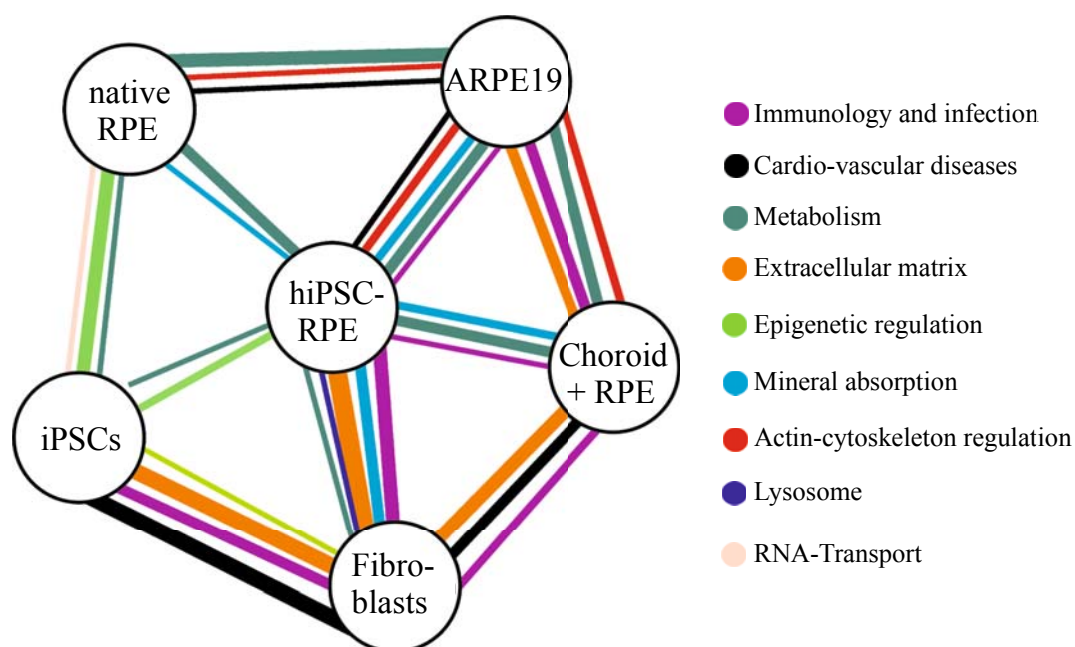 native
RPE
ARPE19
hiPSC-
RPE
Choroid
+ RPE
iPSCs
Fibro-
blasts
Immunology and infection
Cardio-vascular diseases
Metabolism
Extracellular matrix
Epigenetic regulation
Mineral absorption
Actin-cytoskeleton regulation
Lysosome
RNA-Transport